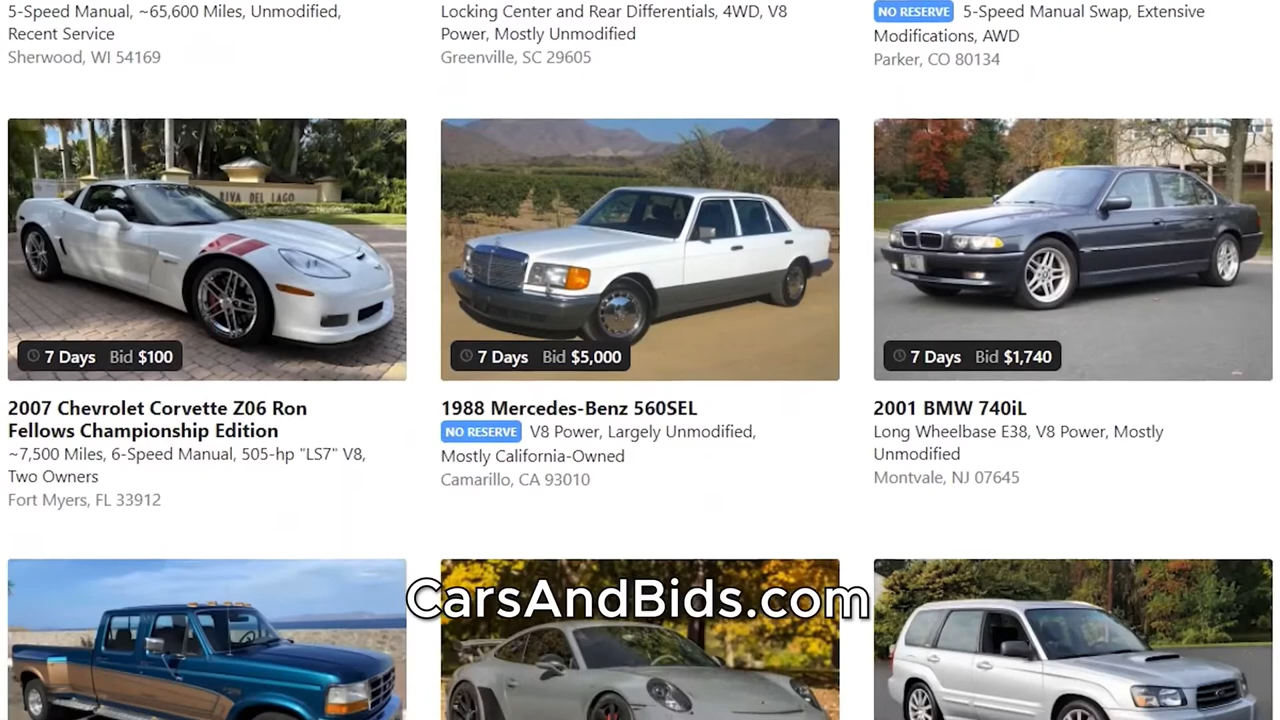 5-Speed Manual, ~65,600 Miles, Unmodified,
Recent Service
Sherwood, WI 54169
Locking Center and Rear Differentials, 4WD, V8
Power, Mostly Unmodified
Greenville, SC 29605
NO RESERVE 5-Speed Manual Swap, Extensive
Modifications, AWD
Parker, CO 80134
RIVA DEL LAGO
7 Days Bid $100
2007 Chevrolet Corvette Z06 Ron
Fellows Championship Edition
~7,500 Miles, 6-Speed Manual, 505-hp "LS7" V8,
Two Owners
Fort Myers, FL 33912
7 Days Bid $5,000
1988 Mercedes-Benz 560SEL
NO RESERVE V8 Power, Largely Unmodified,
Mostly California-Owned
Camarillo, CA 93010
7 Days Bid $1,740
2001 BMW 740iL
Long Wheelbase E38, V8 Power, Mostly
Unmodified
Montvale, NJ 07645
CarsAndBids.com